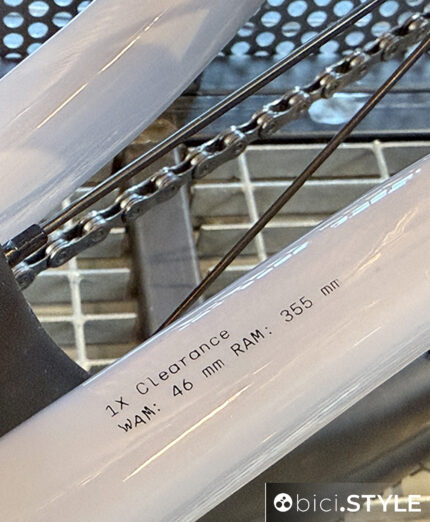 1X Clearance
WAM: 46 mm RAM: 355 mm
bici.STYLE